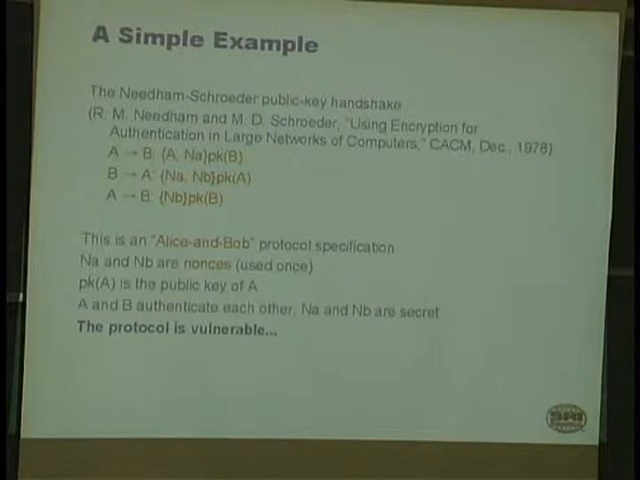 A Simple Example
The Needham-Schroeder public-key handshake
(R. M. Needham and M. D. Schroeder, "Using Encryption for
Authentication in Large Networks of Computers," CACM, Dec., 1978)
A → B: {A, Na}pk(B)
B → A: {Na, Nb}pk(A)
A → B: {Nb}pk(B)
This is an "Alice-and-Bob" protocol specification
Na and Nb are nonces (used once)
pk(A) is the public key of A
A and B authenticate each other, Na and Nb are secret
The protocol is vulnerable...
SRI